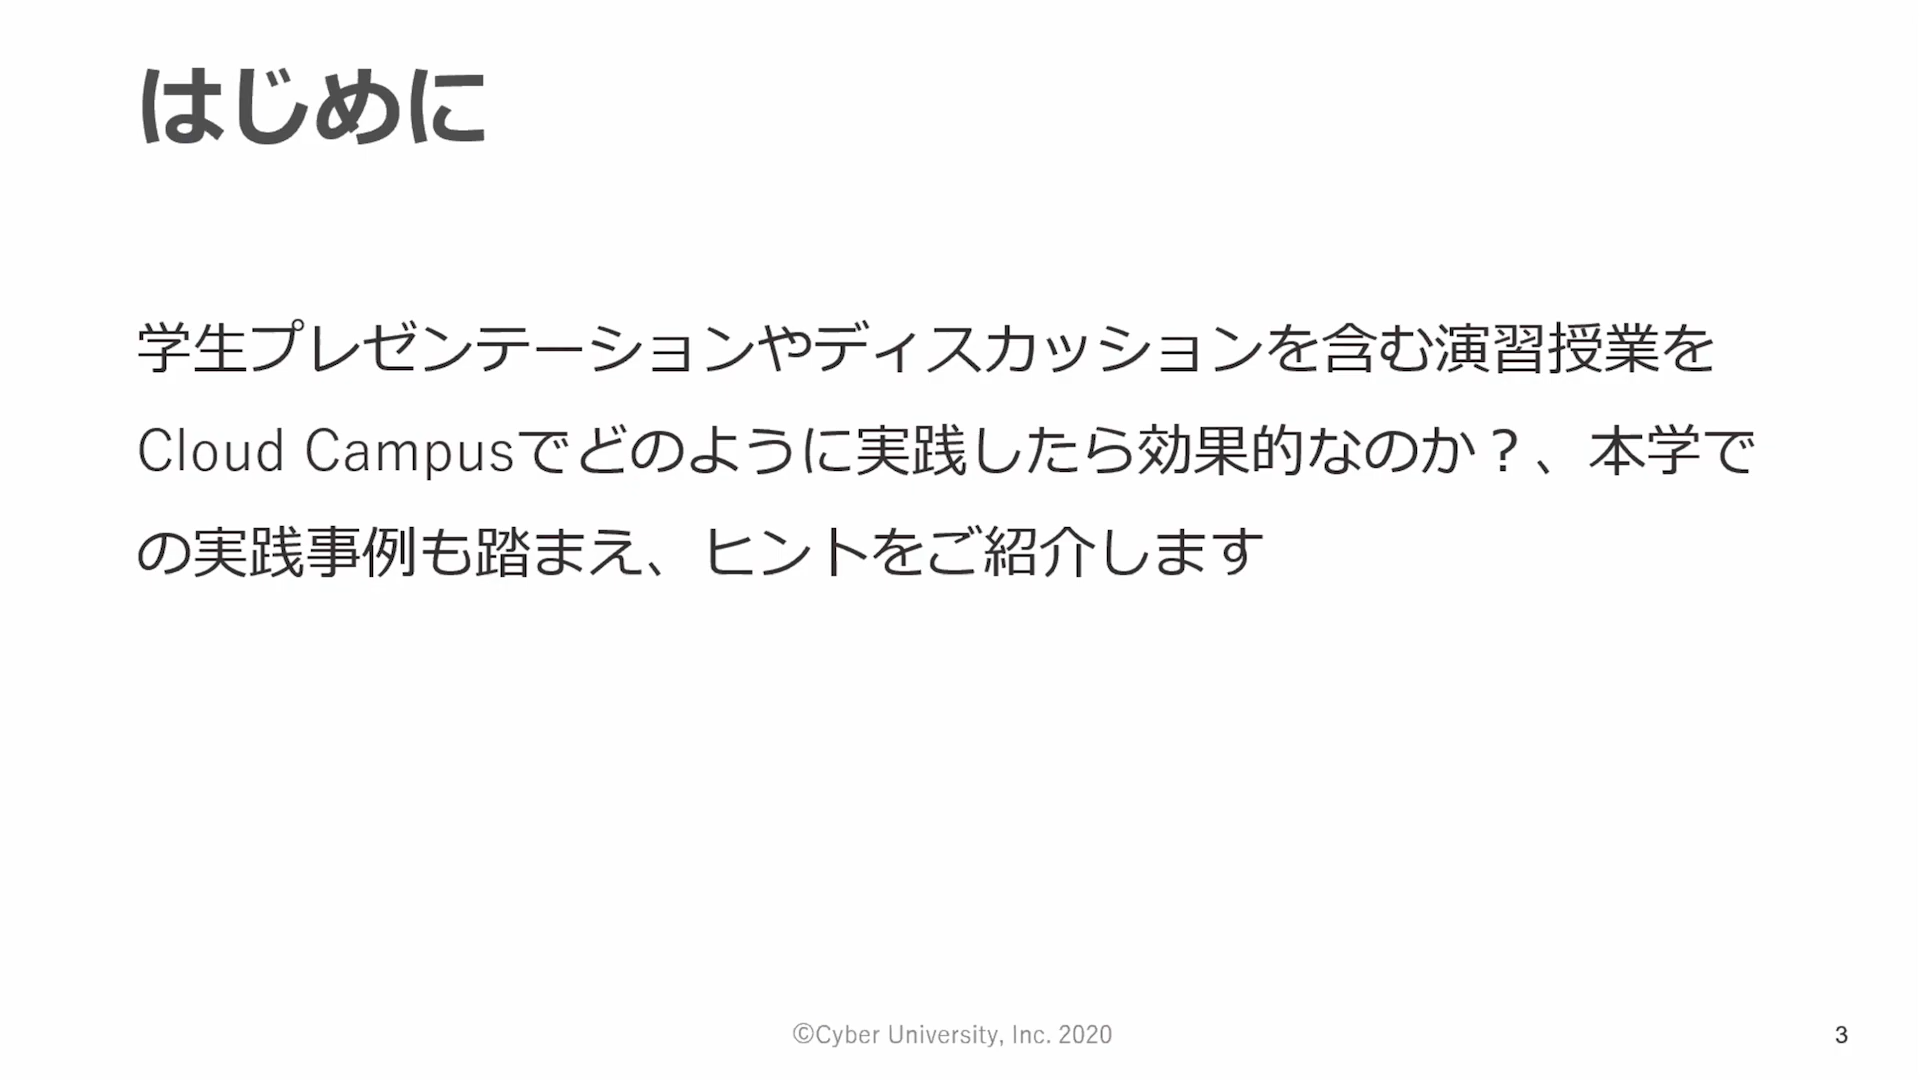 はじめに
学生プレゼンテーションやディスカッションを含む演習授業を
Cloud Campusでどのように実践したら効果的なのか？、本学で
の実践事例も踏まえ、ヒントをご紹介します
©Cyber University, Inc. 2020
3